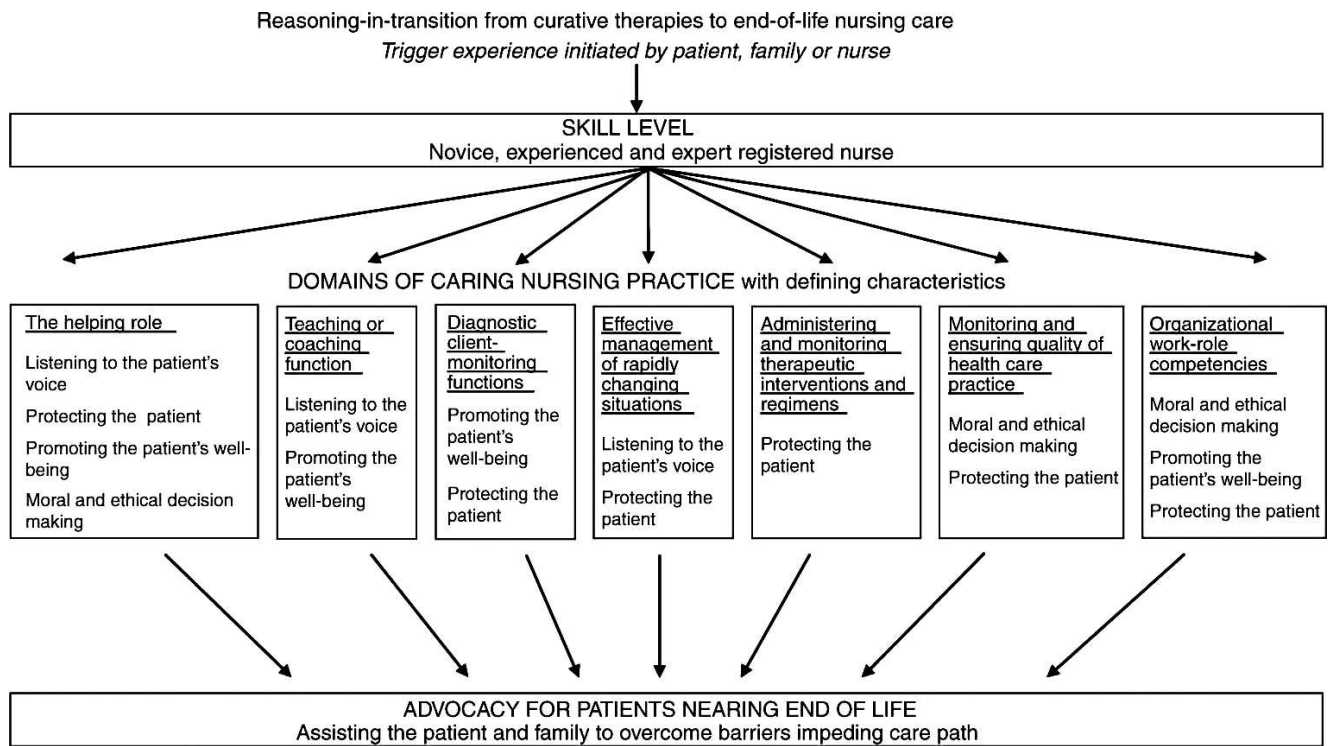 Reasoning-in-transition from curative therapies to end-of-life nursing care
Trigger experience initiated by patient, family or nurse
SKILL LEVEL
Novice, experienced and expert registered nurse
DOMAINS OF CARING NURSING PRACTICE with defining characteristics
The helping role
Listening to the patient's
voice
Protecting the patient
Promoting the patient's well-
being
Moral and ethical decision
making
Teaching or
coaching
function
Listening to the
patient's voice
Promoting the
patient's
well-being
Diagnostic
client-
monitoring
functions
Promoting the
patient's
well-being
Protecting the
patient
Effective
management
of rapidly
changing
situations
Listening to the
patient's voice
Protecting the
patient
Administering
and monitoring
therapeutic
interventions and
regimens
Protecting the
patient
Monitoring and
ensuring quality of
health care
practice
Moral and ethical
decision making
Protecting the patient
Organizational
work-role
competencies
Moral and ethical
decision making
Promoting the
patient's well-being
Protecting the patient
ADVOCACY FOR PATIENTS NEARING END OF LIFE
Assisting the patient and family to overcome barriers impeding care path